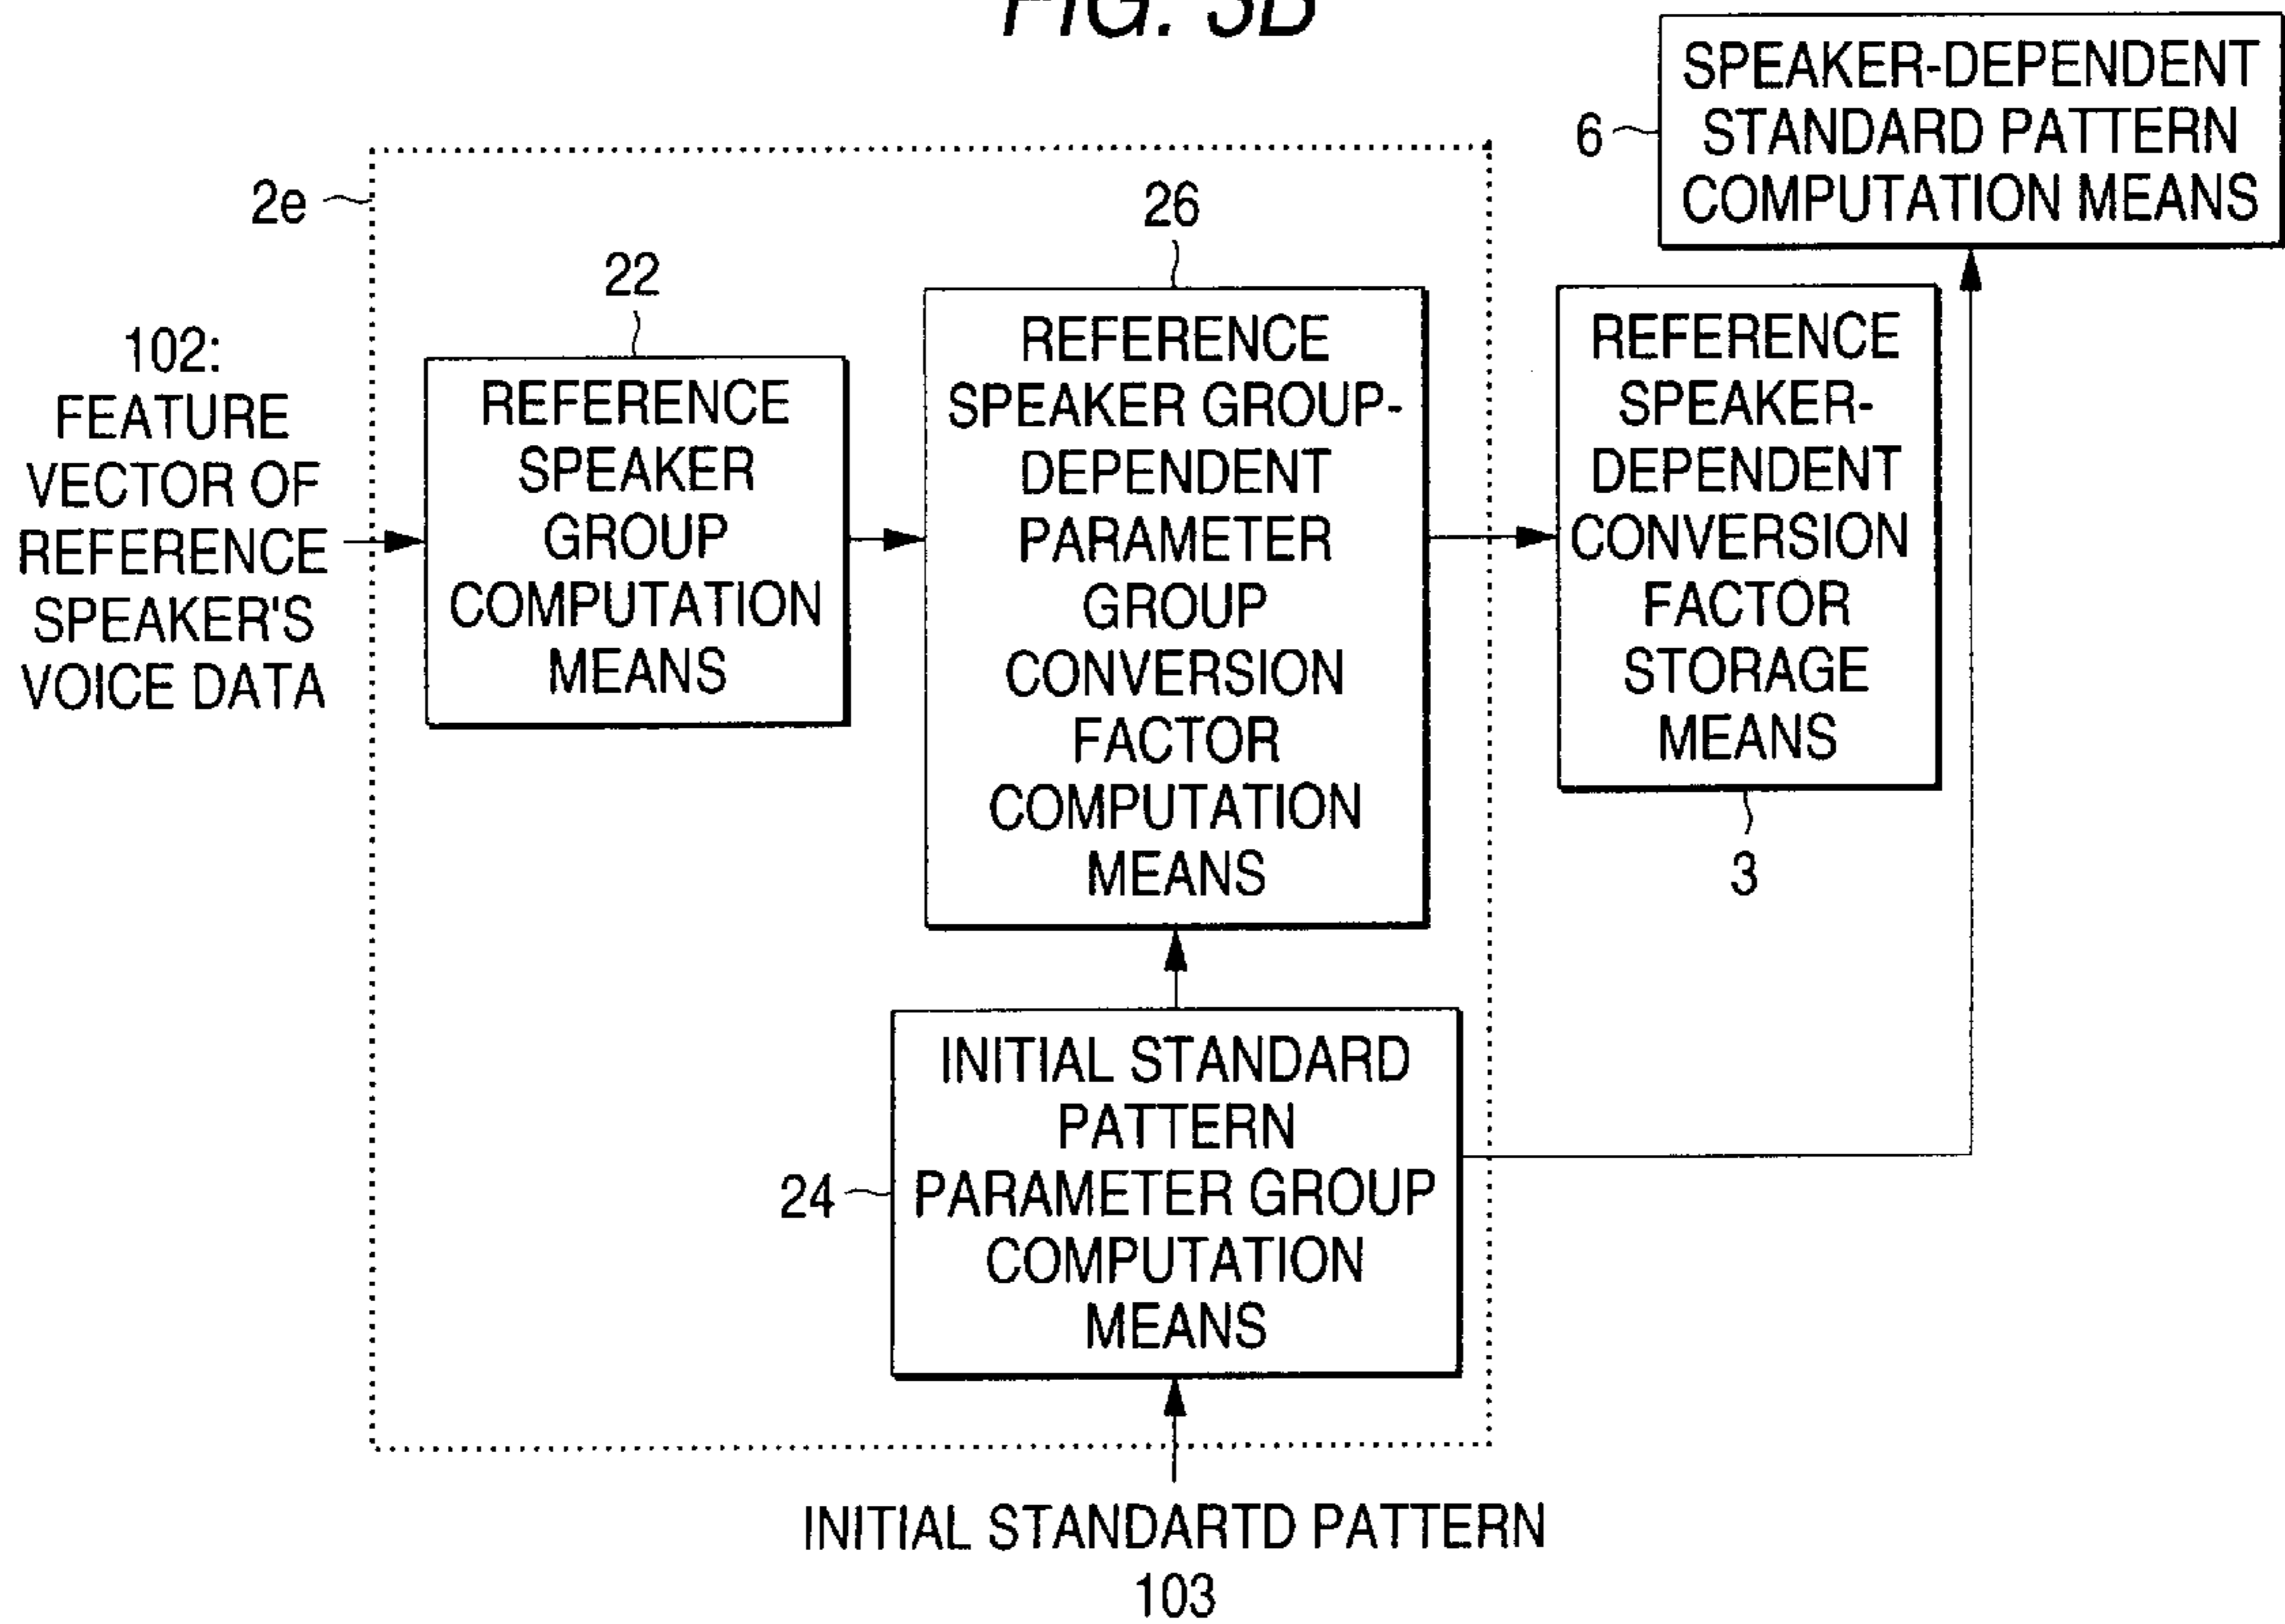 FIG. 3B
SPEAKER-DEPENDENT
STANDARD PATTERN
COMPUTATION MEANS
6
2e
26
22
102:
FEATURE
VECTOR OF
REFERENCE
SPEAKER'S
VOICE DATA
REFERENCE
SPEAKER
GROUP
COMPUTATION
MEANS
REFERENCE
SPEAKER GROUP-
DEPENDENT
PARAMETER
GROUP
CONVERSION
FACTOR
COMPUTATION
MEANS
REFERENCE
SPEAKER-
DEPENDENT
CONVERSION
FACTOR
STORAGE
MEANS
3
INITIAL STANDARD
PATTERN
PARAMETER GROUP
COMPUTATION
MEANS
24
INITIAL STANDARTD PATTERN
103